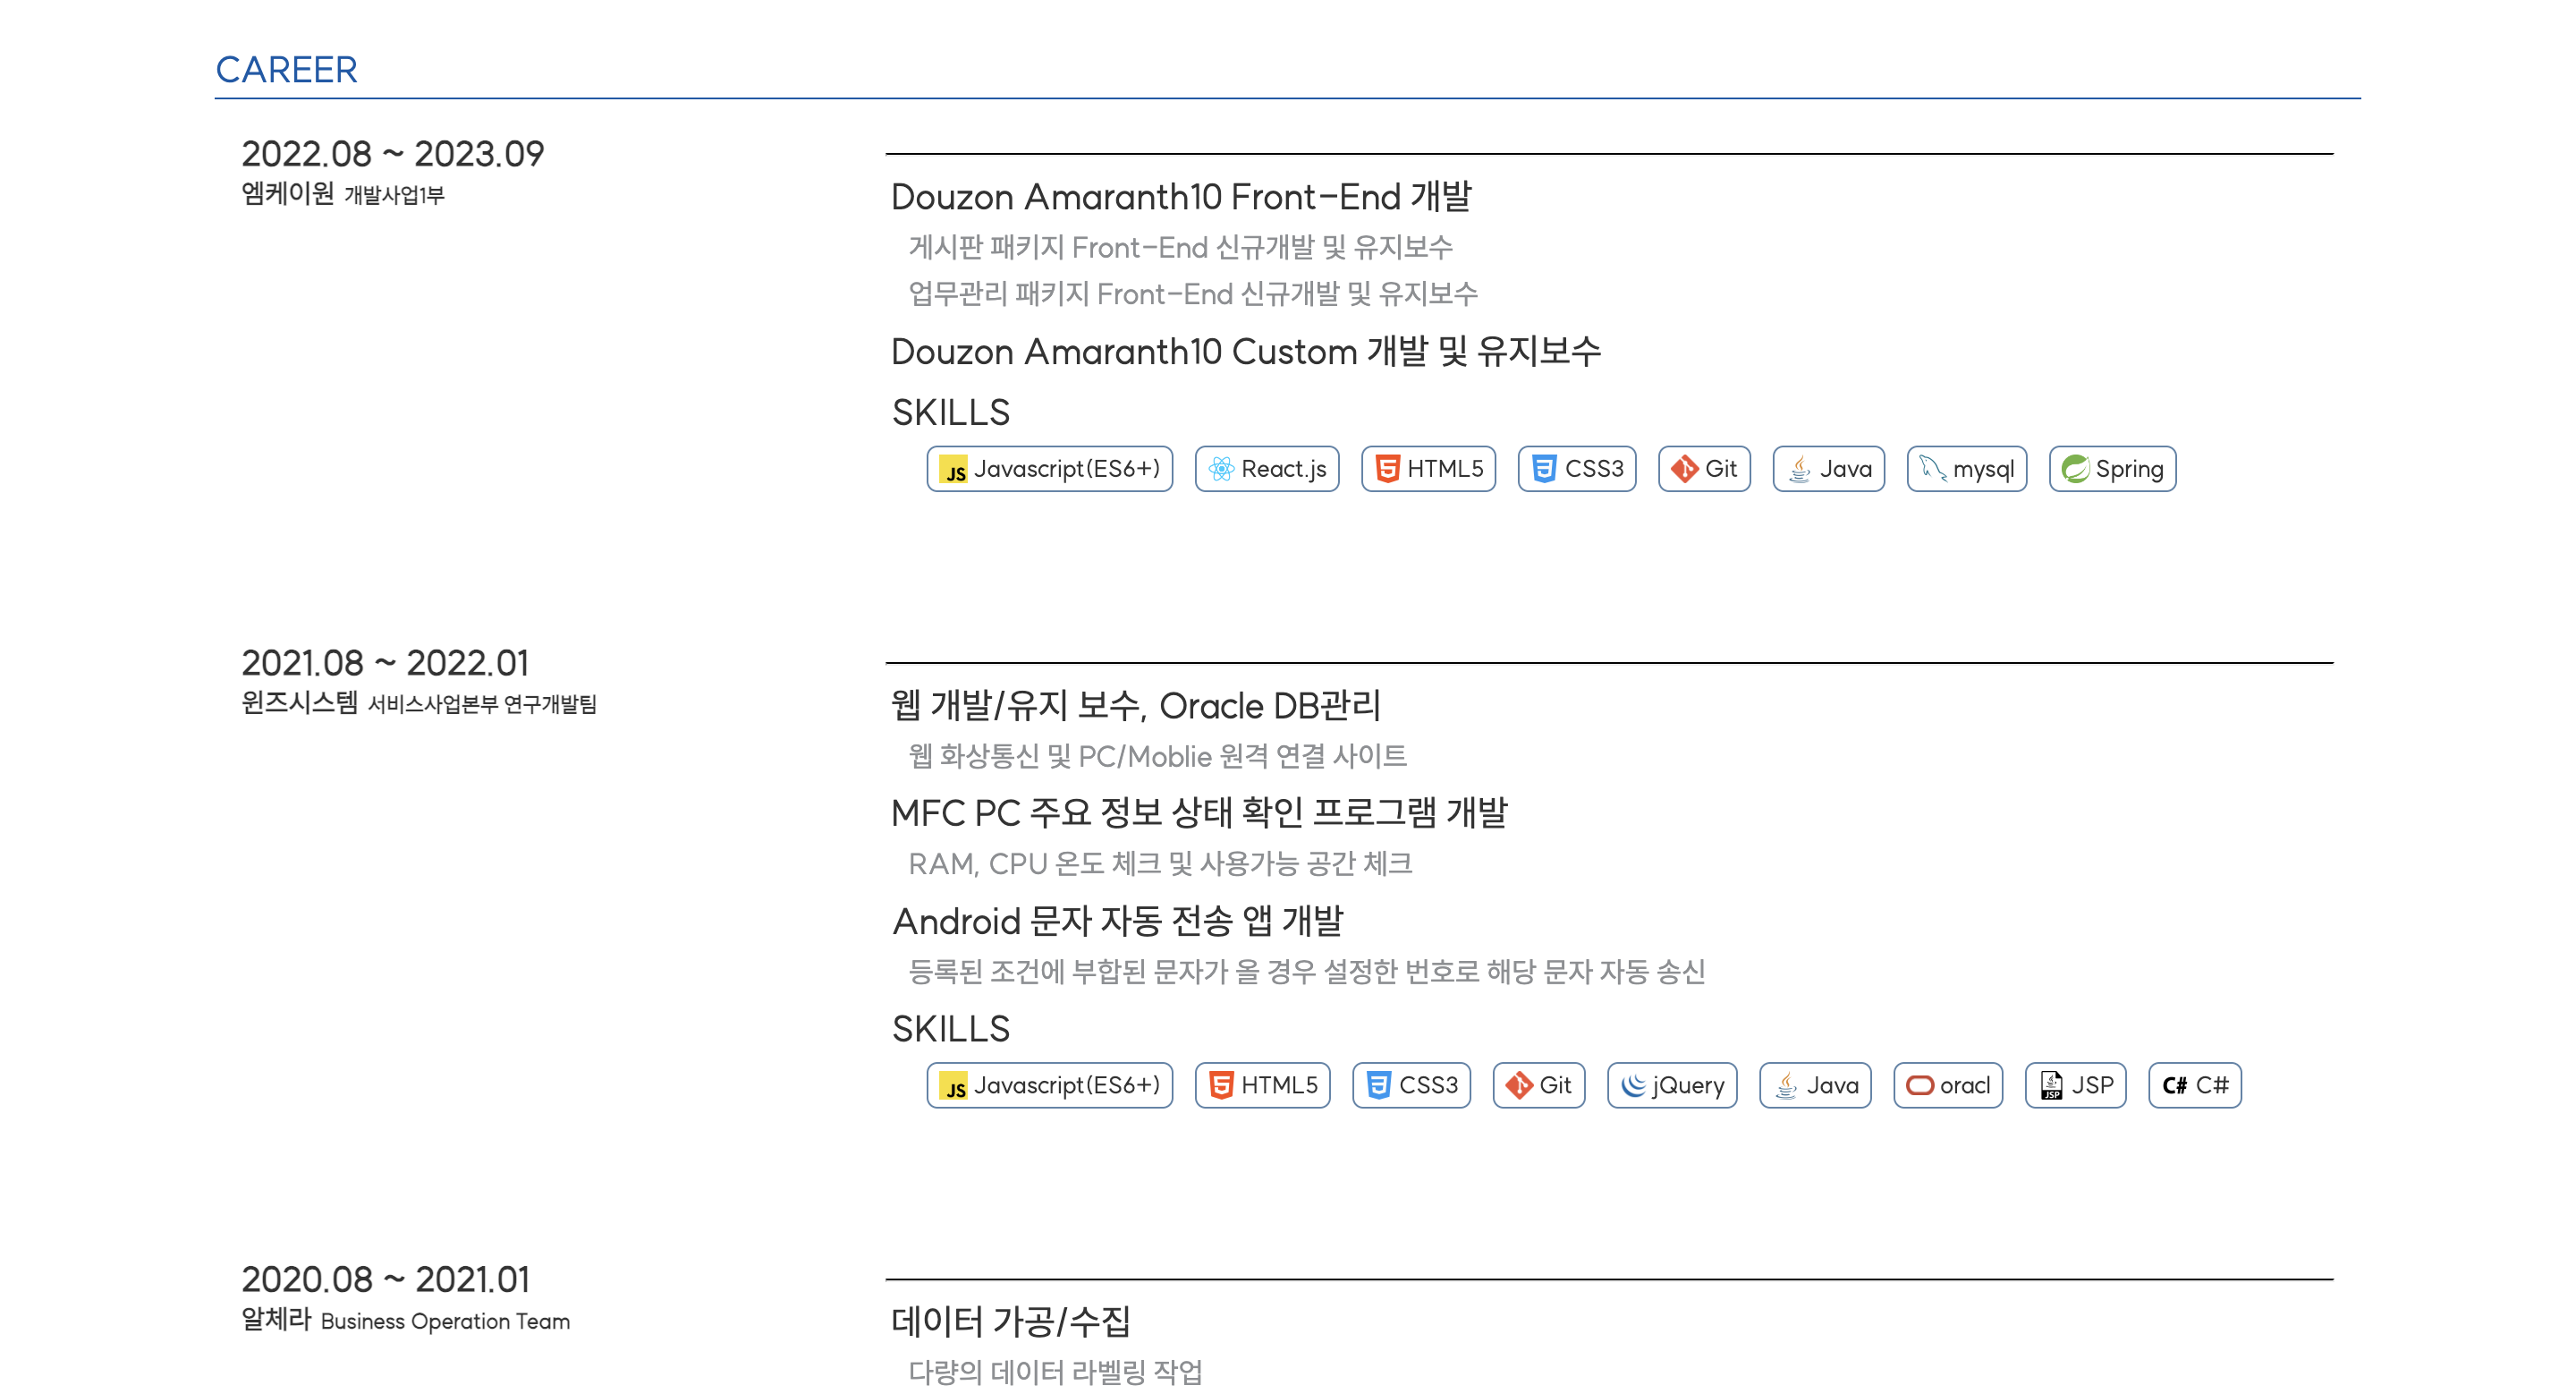 CAREER
2022.08 ~ 2023.09
엠케이원 개발사업1부
Douzon Amaranth10 Front-End 개발
게시판 패키지 Front-End 신규개발 및 유지보수
업무관리 패키지 Front-End 신규개발 및 유지보수
Douzon Amaranth10 Custom 개발 및 유지보수
SKILLS
JS Javascript(ES6+) React.js HTML5 CSS3 Git Java mysql Spring
2021.08 ~ 2022.01
윈즈시스템 서비스사업본부 연구개발팀
웹 개발/유지 보수, Oracle DB관리
웹 화상통신 및 PC/Moblie 원격 연결 사이트
MFC PC 주요 정보 상태 확인 프로그램 개발
RAM, CPU 온도 체크 및 사용가능 공간 체크
Android 문자 자동 전송 앱 개발
등록된 조건에 부합된 문자가 올 경우 설정한 번호로 해당 문자 자동 송신
SKILLS
JS Javascript(ES6+) HTML5 CSS3 Git jQuery Java oracl JSP JSP C# C#
2020.08 ~ 2021.01
알체라 Business Operation Team
데이터 가공/수집
다량의 데이터 라벨링 작업